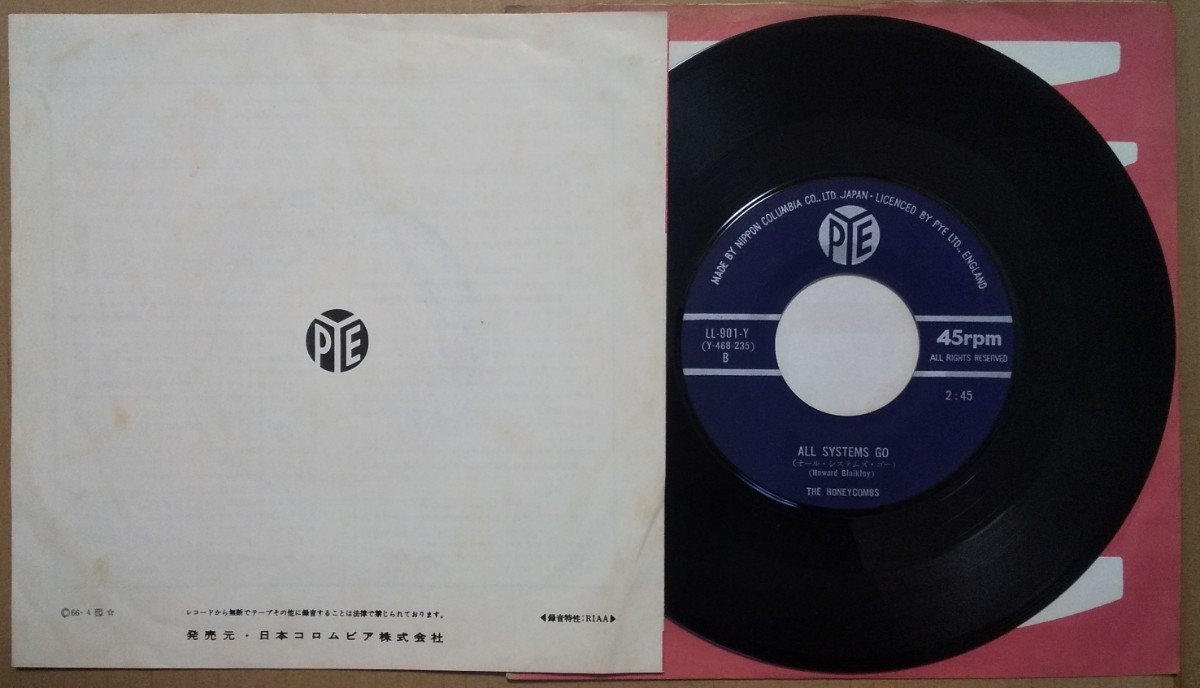 PYE
©66・4 ☆
レコードから無断でテープその他に録音することは法律で禁じられております。
◀録音特性:RIAA▶
発売元・日本コロムビア株式会社
MADE BY NIPPON COLUMBIA CO., LTD. JAPAN・LICENCED BY PYE LTD., ENGLAND
PYE
LL-901-Y
(Y-468-235)
B
45rpm
ALL RIGHTS RESERVED
2:45
ALL SYSTEMS GO
(オール・システムズ・ゴー)
(Howard Blaikley)
THE HONEYCOMBS